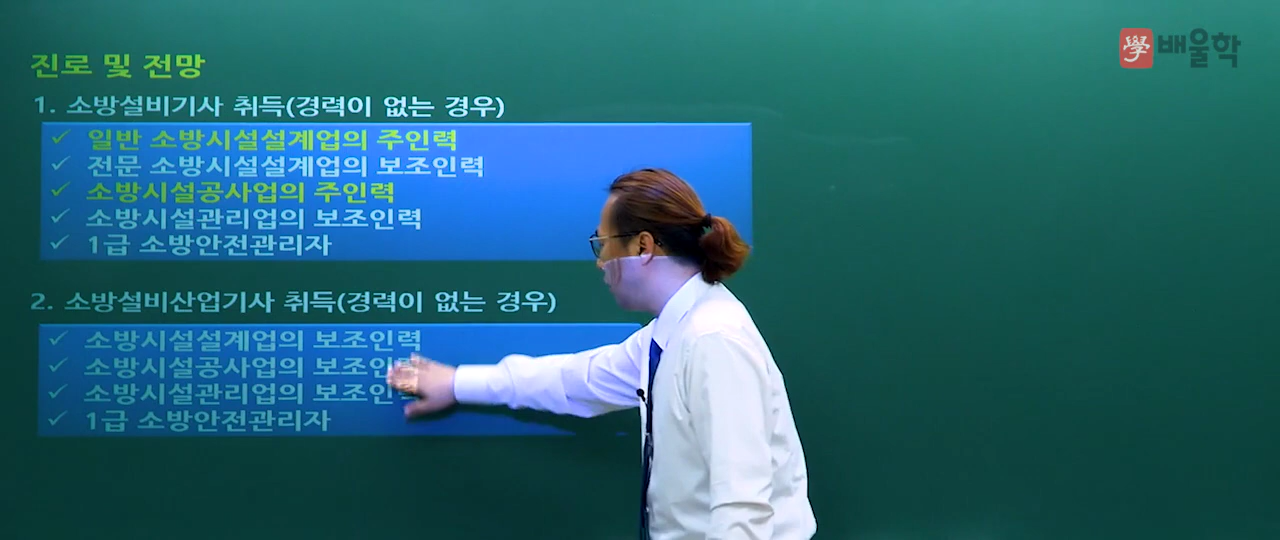 學 배울학
진로 및 전망
1. 소방설비기사 취득(경력이 없는 경우)
✓ 일반 소방시설설계업의 주인력
✓ 전문 소방시설설계업의 보조인력
✓ 소방시설공사업의 주인력
✓ 소방시설관리업의 보조인력
✓ 1급 소방안전관리자
2. 소방설비산업기사 취득(경력이 없는 경우)
✓ 소방시설설계업의 보조인력
✓ 소방시설공사업의
✓ 소방시설관리업의
✓ 1급 소방안전관리자